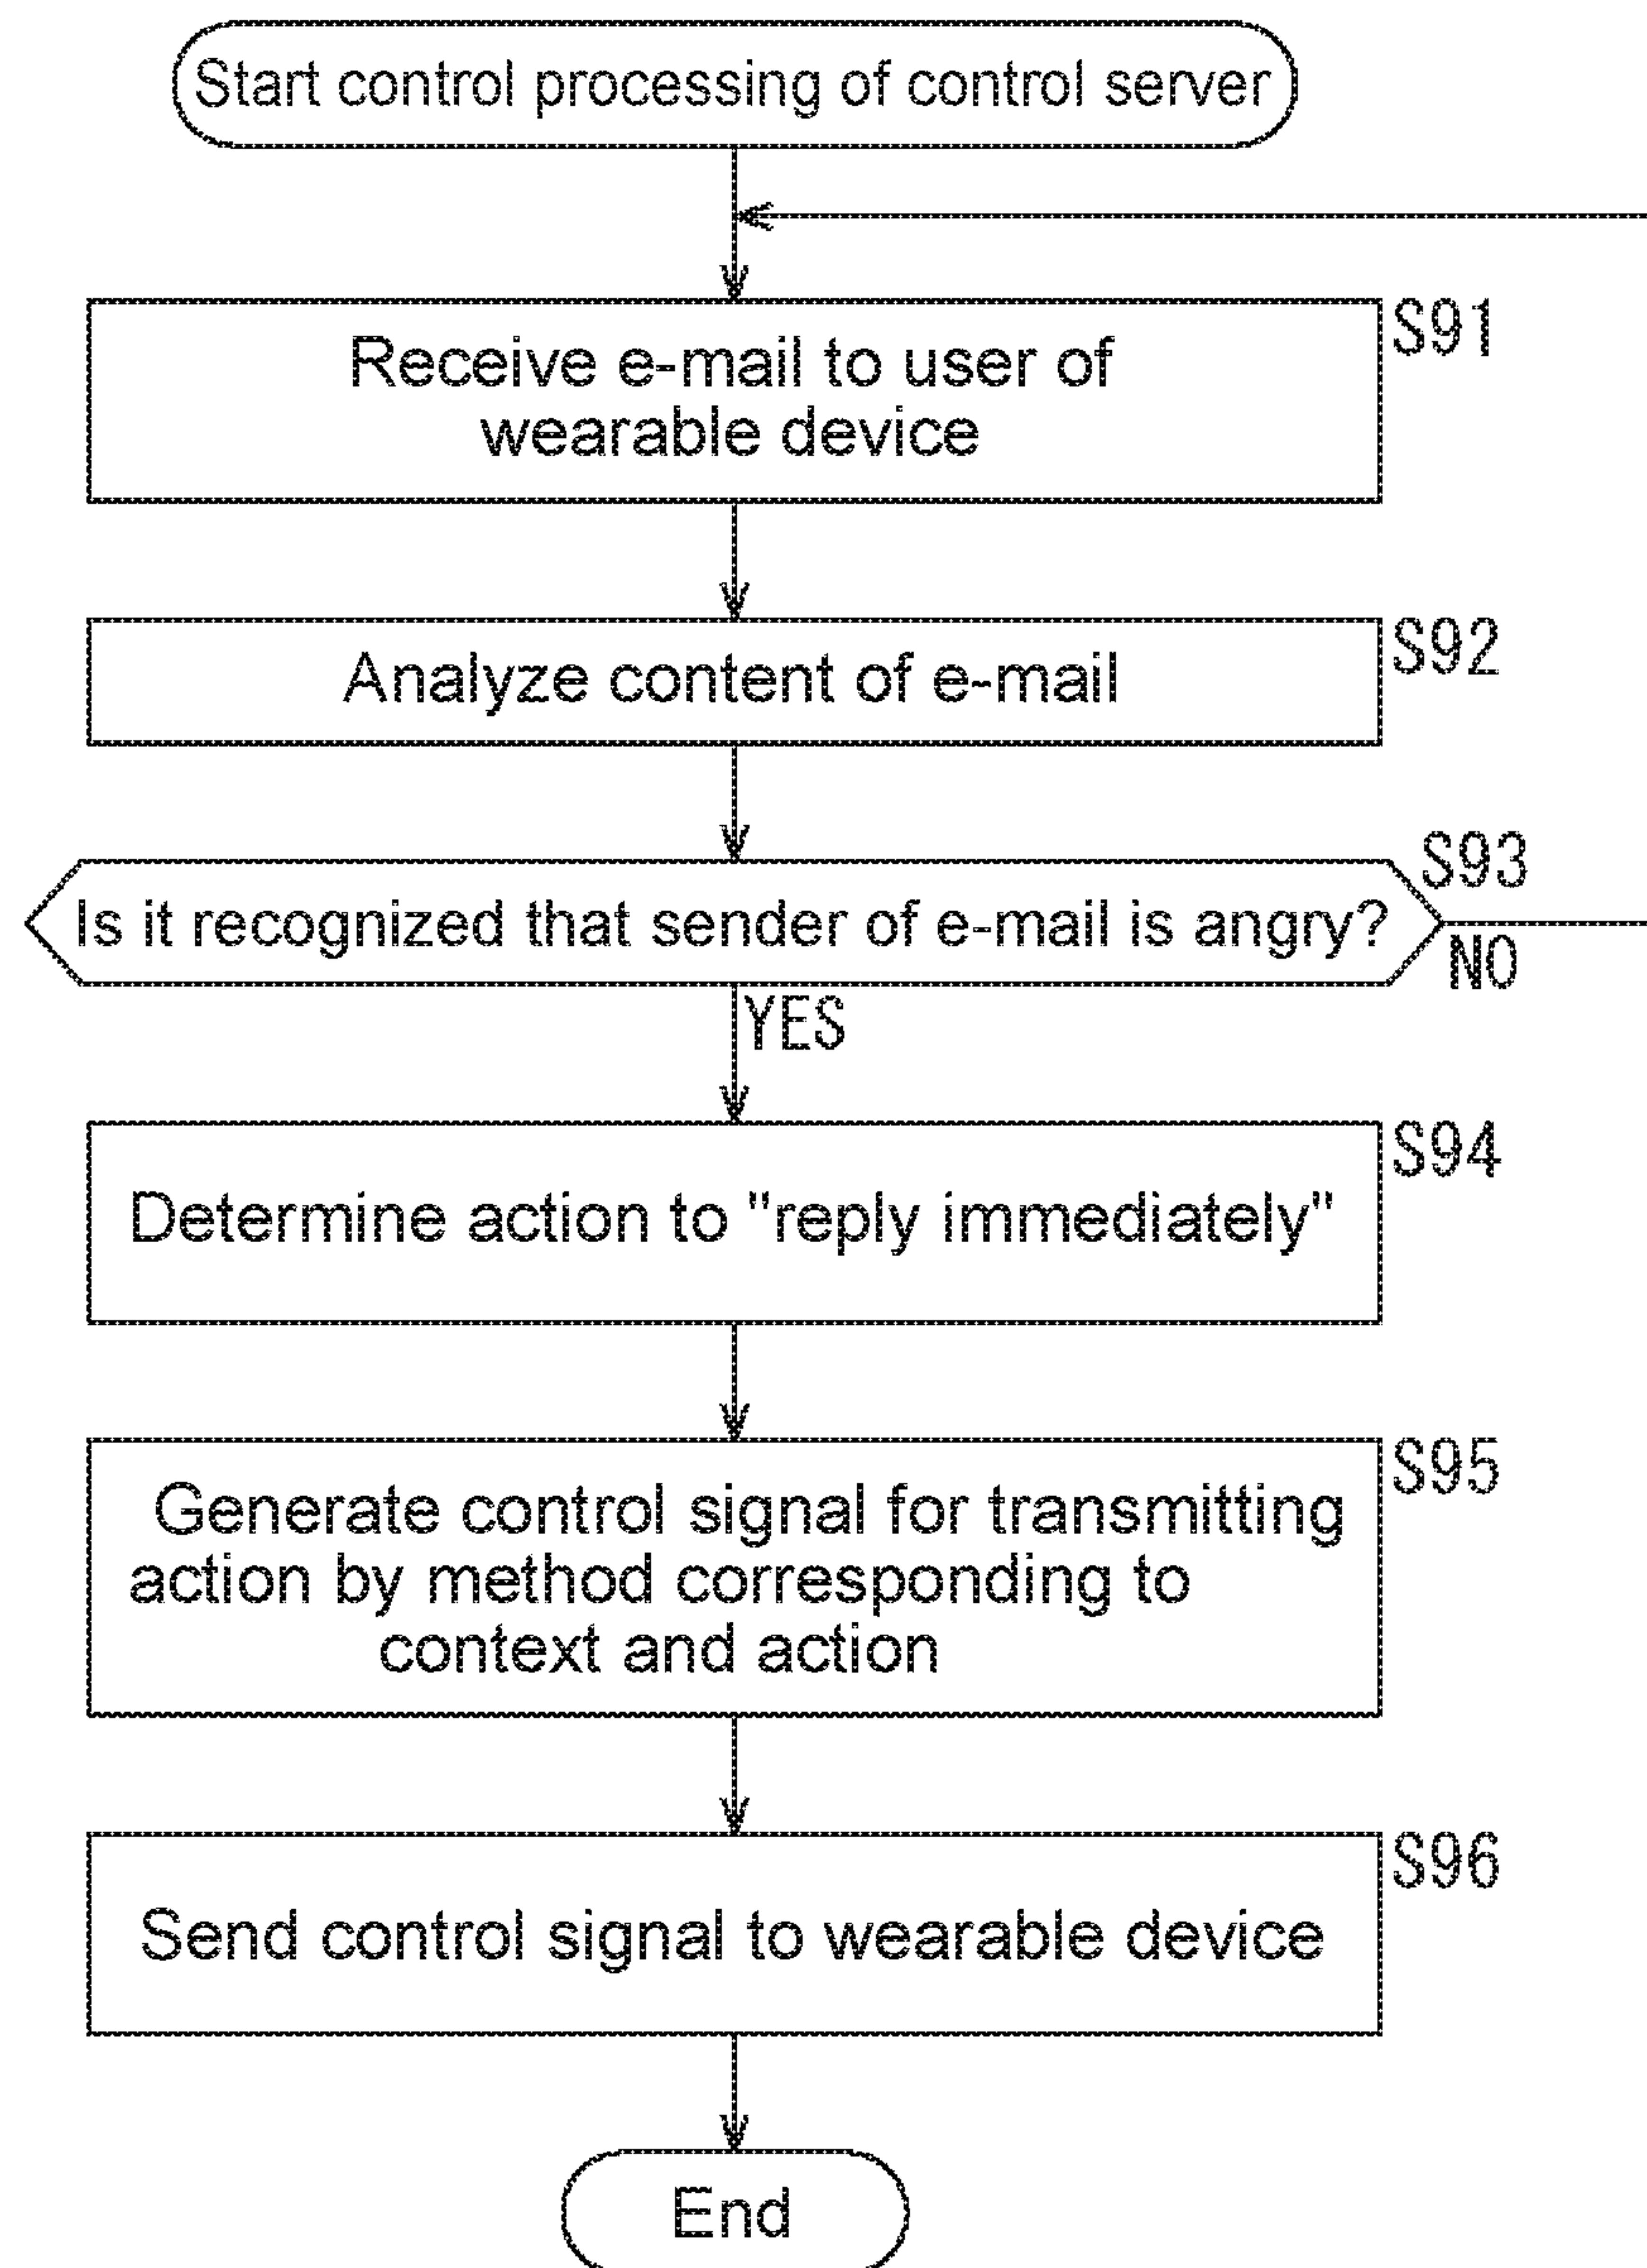 Start control processing of control server
S91
Receive e-mail to user of
wearable device
S92
Analyze content of e-mail
S93
Is it recognized that sender of e-mail is angry?
NO
YES
S94
Determine action to "reply immediately"
S95
Generate control signal for transmitting
action by method corresponding to
context and action
S96
Send control signal to wearable device
End